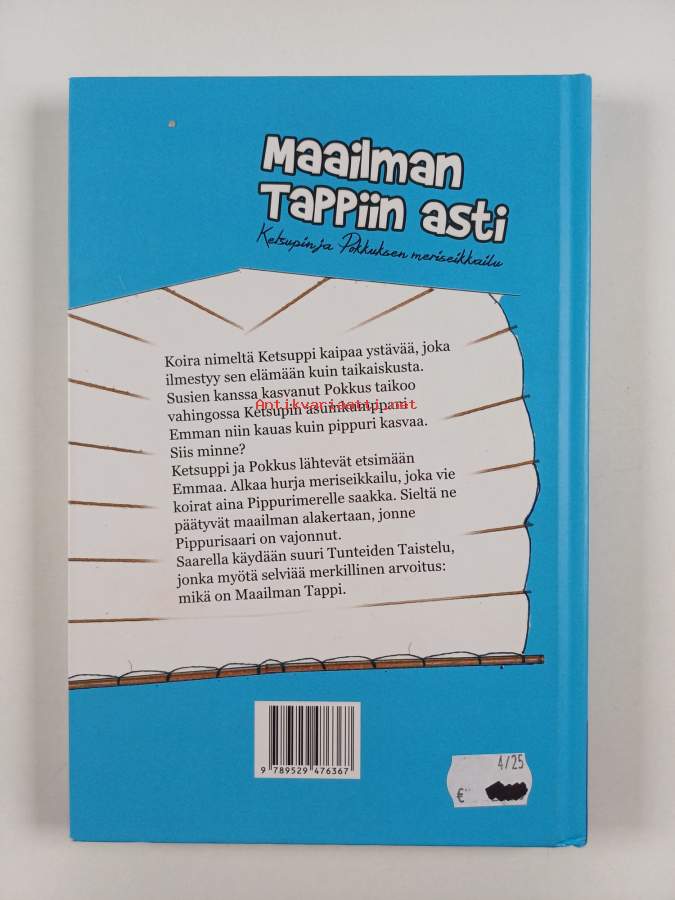 Maailman
Tappiin asti
Ketsupin ja Pokkuksen meriseikkailu
Koira nimeltä Ketsuppi kaipaa ystävää, joka
ilmestyy sen elämään kuin taikaiskusta.
Susien kanssa kasvanut Pokkus taikoo
vahingossa Ketsupin asuinkumppani
Antikvariaatti.net
Emman niin kauas kuin pippuri kasvaa.
Siis minne?
Ketsuppi ja Pokkus lähtevät etsimään
Emmaa. Alkaa hurja meriseikkailu, joka vie
koirat aina Pippurimerelle saakka. Sieltä ne
päätyvät maailman alakertaan, jonne
Pippurisaari on vajonnut.
Saarella käydään suuri Tunteiden Taistelu,
jonka myötä selviää merkillinen arvoitus:
mikä on Maailman Tappi.
9 789529 476367
4/25
€